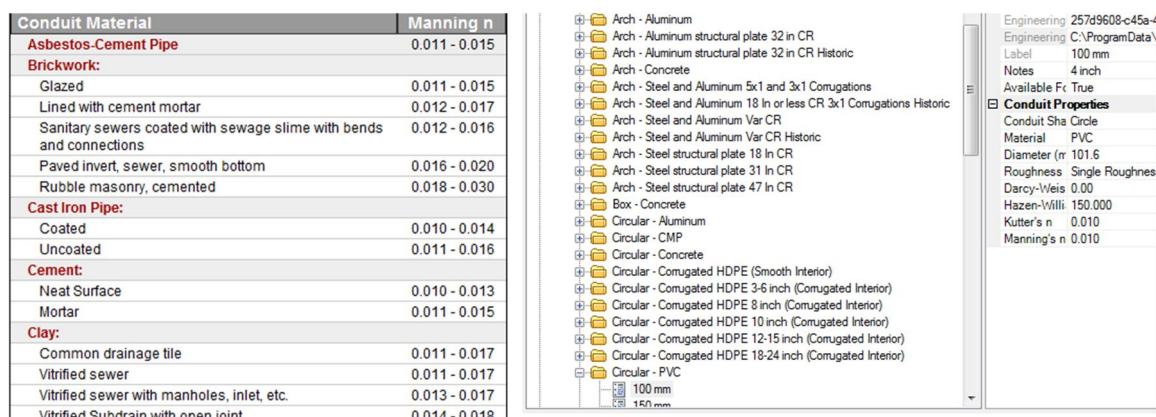 Conduit Material Manning n
Asbestos-Cement Pipe 0.011 - 0.015
Brickwork:
Glazed 0.011 - 0.015
Lined with cement mortar 0.012 - 0.017
Sanitary sewers coated with sewage slime with bends 0.012 - 0.016
and connections
Paved invert, sewer, smooth bottom 0.016 - 0.020
Rubble masonry, cemented 0.018 - 0.030
Cast Iron Pipe:
Coated 0.010 - 0.014
Uncoated 0.011 - 0.016
Cement:
Neat Surface 0.010 - 0.013
Mortar 0.011 - 0.015
Clay:
Common drainage tile 0.011 - 0.017
Vitrified sewer 0.011 - 0.017
Vitrified sewer with manholes, inlet, etc. 0.013 - 0.017
Vitrified Subdrain with open joint 0.014 - 0.018
Arch - Aluminum
Arch - Aluminum structural plate 32 in CR
Arch - Aluminum structural plate 32 in CR Historic
Arch - Concrete
Arch - Steel and Aluminum 5x1 and 3x1 Corrugations
Arch - Steel and Aluminum 18 In or less CR 3x1 Corrugations Historic
Arch - Steel and Aluminum Var CR
Arch - Steel and Aluminum Var CR Historic
Arch - Steel structural plate 18 In CR
Arch - Steel structural plate 31 In CR
Arch - Steel structural plate 47 In CR
Box - Concrete
Circular - Aluminum
Circular - CMP
Circular - Concrete
Circular - Corrugated HDPE (Smooth Interior)
Circular - Corrugated HDPE 3-6 inch (Corrugated Interior)
Circular - Corrugated HDPE 8 inch (Corrugated Interior)
Circular - Corrugated HDPE 10 inch (Corrugated Interior)
Circular - Corrugated HDPE 12-15 inch (Corrugated Interior)
Circular - Corrugated HDPE 18-24 inch (Corrugated Interior)
Circular - PVC
100 mm
150 mm
Engineering 257d9608-c45a-4
Engineering C:\ProgramData\
Label 100 mm
Notes 4 inch
Available Fc True
Conduit Properties
Conduit Sha Circle
Material PVC
Diameter (m 101.6
Roughness Single Roughnes
Darcy-Weis 0.00
Hazen-Willi 150.000
Kutter's n 0.010
Manning's n 0.010